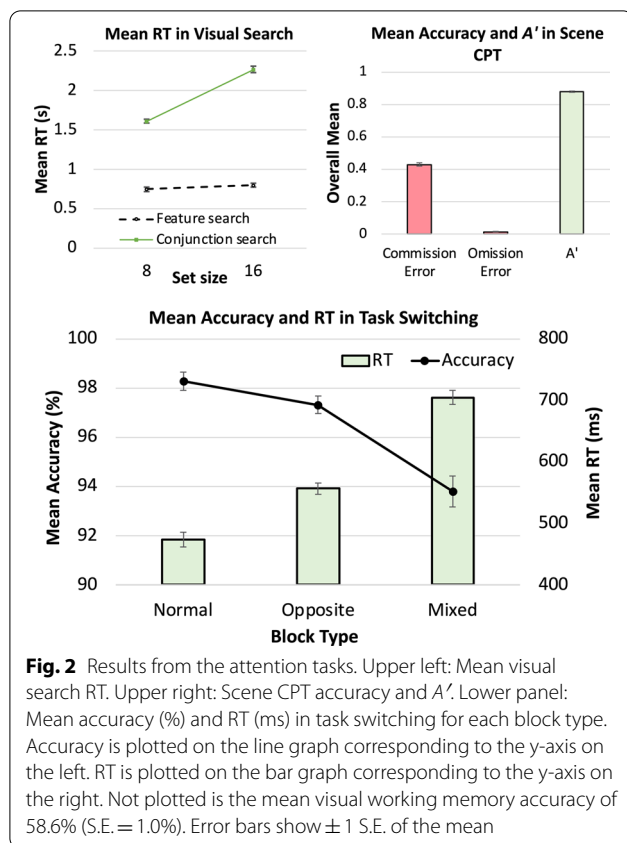 Mean RT in Visual Search
2.5
2
1.5
1
0.5
0
Mean RT (s)
Feature search
Conjunction search
8
16
Set size
Mean Accuracy and A' in Scene
CPT
1
0.8
0.6
0.4
0.2
0
Overall Mean
Commission
Error
Omission
Error
A'
Mean Accuracy and RT in Task Switching
100
98
96
94
92
90
Mean Accuracy (%)
RT
Accuracy
800
700
600
500
400
Mean RT (ms)
Normal
Opposite
Mixed
Block Type
Fig. 2 Results from the attention tasks. Upper left: Mean visual
search RT. Upper right: Scene CPT accuracy and A′. Lower panel:
Mean accuracy (%) and RT (ms) in task switching for each block type.
Accuracy is plotted on the line graph corresponding to the y-axis on
the left. RT is plotted on the bar graph corresponding to the y-axis on
the right. Not plotted is the mean visual working memory accuracy of
58.6% (S.E. = 1.0%). Error bars show ± 1 S.E. of the mean